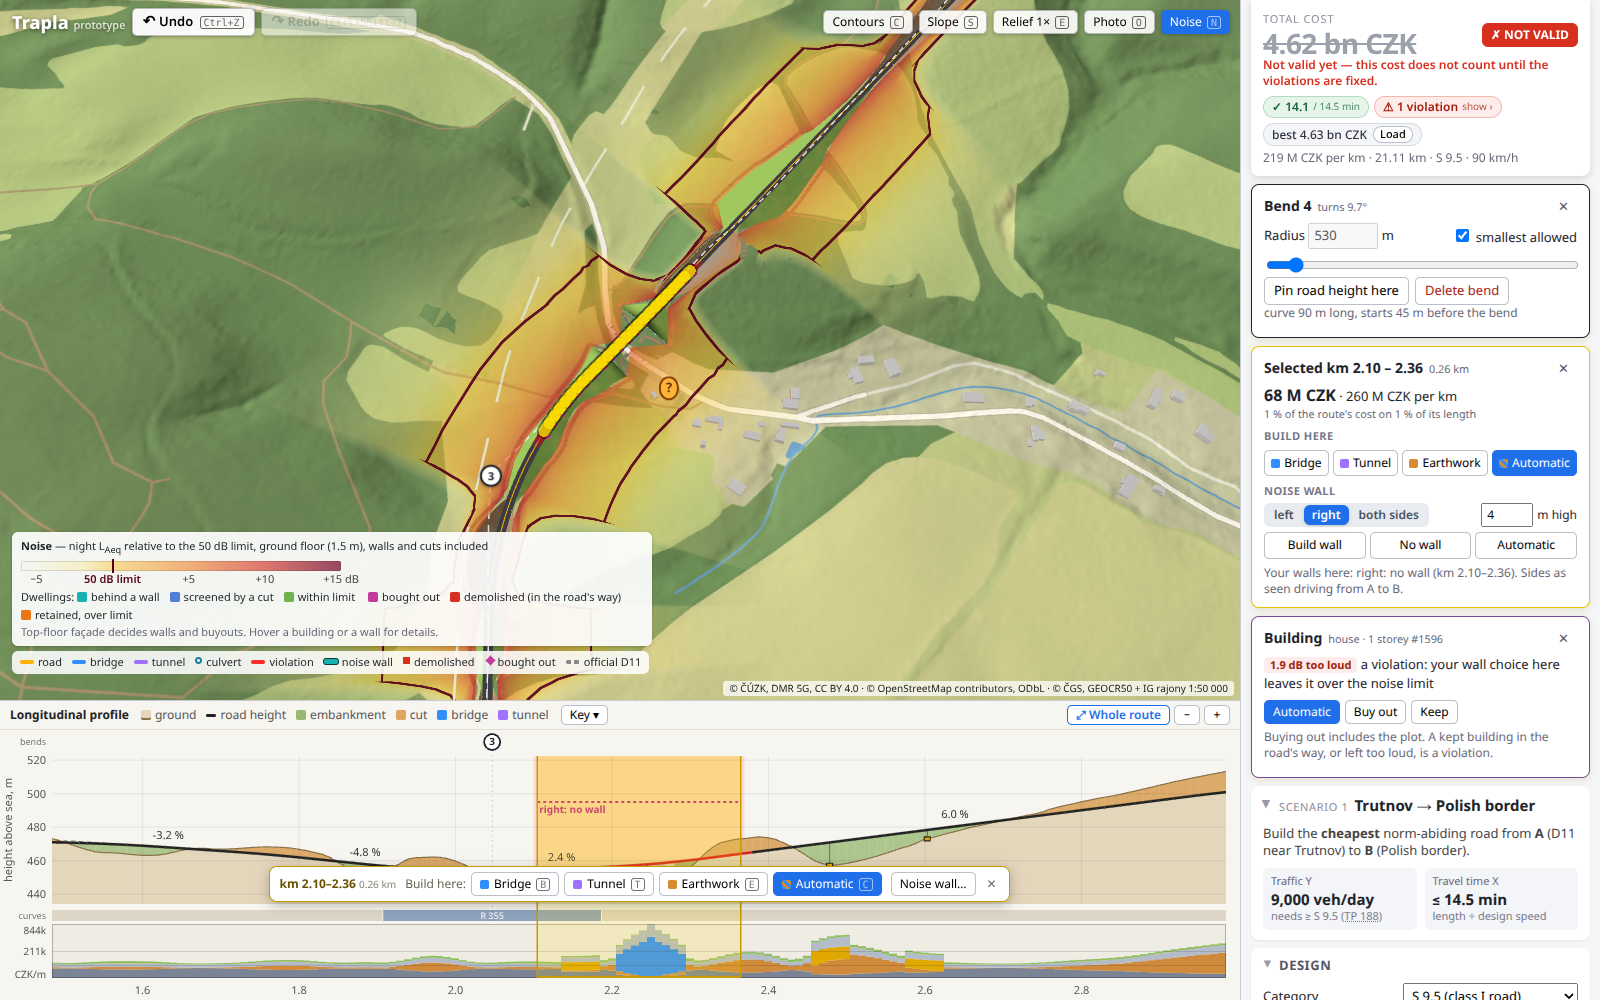 Trapla prototype
↶ Undo Ctrl+Z
↷ Redo Ctrl+Shift+Z
Contours C
Slope S
Relief 1× E
Photo O
Noise N
?
3
Noise — night LAeq relative to the 50 dB limit, ground floor (1.5 m), walls and cuts included
−5 50 dB limit +5 +10 +15 dB
Dwellings: behind a wall screened by a cut within limit bought out demolished (in the road's way)
retained, over limit
Top-floor façade decides walls and buyouts. Hover a building or a wall for details.
road bridge tunnel culvert violation noise wall demolished bought out official D11
© ČÚZK, DMR 5G, CC BY 4.0 · © OpenStreetMap contributors, ODbL · © ČGS, GEOCR50 + IG rajony 1:50 000
Longitudinal profile ground road height embankment cut bridge tunnel Key ▾
⤢ Whole route − +
bends 3
height above sea, m
520
500
480
460
440
-3.2 %
-4.8 %
2.4 %
6.0 %
right: no wall
km 2.10–2.36 0.26 km Build here: Bridge B Tunnel T Earthwork E Automatic C Noise wall... ✕
curves R 355
844k
211k
CZK/m
1.6 1.8 2.0 2.2 2.4 2.6 2.8
TOTAL COST
4.62 bn CZK
✗ NOT VALID
Not valid yet — this cost does not count until the
violations are fixed.
✓ 14.1 / 14.5 min ⚠ 1 violation show ›
best 4.63 bn CZK Load
219 M CZK per km · 21.11 km · S 9.5 · 90 km/h
Bend 4 turns 9.7° ✕
Radius 530 m smallest allowed
Pin road height here Delete bend
curve 90 m long, starts 45 m before the bend
Selected km 2.10 – 2.36 0.26 km ✕
68 M CZK · 260 M CZK per km
1 % of the route's cost on 1 % of its length
BUILD HERE
Bridge Tunnel Earthwork Automatic
NOISE WALL
left right both sides 4 m high
Build wall No wall Automatic
Your walls here: right: no wall (km 2.10–2.36). Sides as
seen driving from A to B.
Building house · 1 storey #1596 ✕
1.9 dB too loud a violation: your wall choice here
leaves it over the noise limit
Automatic Buy out Keep
Buying out includes the plot. A kept building in the
road's way, or left too loud, is a violation.
▼ SCENARIO 1 Trutnov → Polish border
Build the cheapest norm-abiding road from A (D11
near Trutnov) to B (Polish border).
Traffic Y
9,000 veh/day
needs ≥ S 9.5 (TP 188)
Travel time X
≤ 14.5 min
length ÷ design speed
▼ DESIGN
Category S 9.5 (class I road)